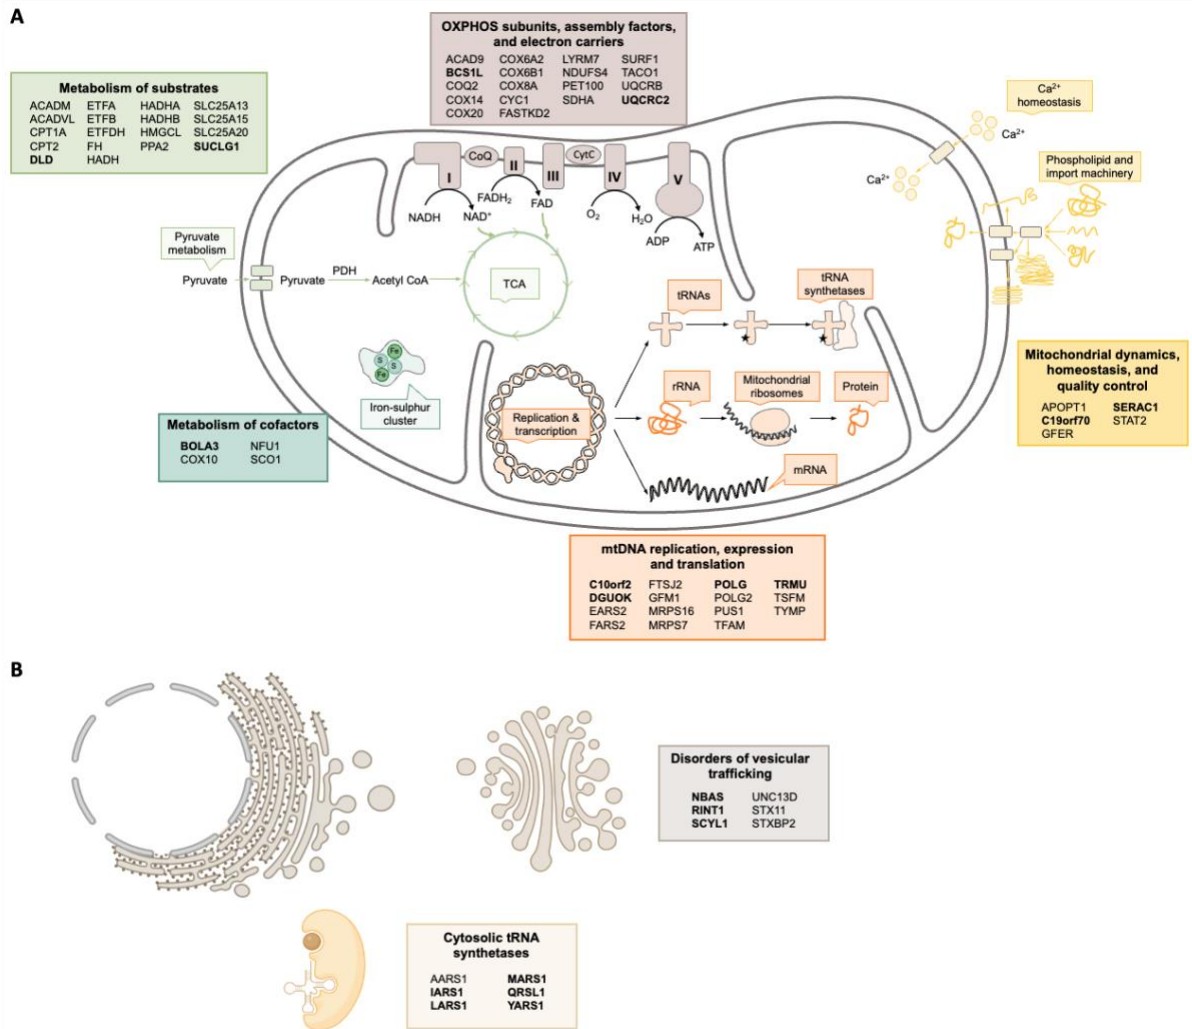 A
OXPHOS subunits, assembly factors,
and electron carriers
ACAD9 COX6A2 LYRM7 SURF1
BCS1L COX6B1 NDUFS4 TACO1
COQ2 COX8A PET100 UQCRB
COX14 CYC1 SDHA UQCRC2
COX20 FASTKD2
Metabolism of substrates
ACADM ETFA HADHA SLC25A13
ACADVL ETFB HADHB SLC25A15
CPT1A ETFDH HMGCL SLC25A20
CPT2 FH PPA2 SUCLG1
DLD HADH
Ca²⁺
homeostasis
Ca²⁺
Ca²⁺
Phospholipid and
import machinery
I CoQ II III CytC IV V
NADH NAD⁺ FADH₂ FAD O₂ H₂O ADP ATP
Pyruvate
metabolism
Pyruvate Pyruvate PDH Acetyl CoA TCA
tRNAs
tRNA
synthetases
Fe S S Fe
Iron-sulphur
cluster
Replication &
transcription
rRNA
Mitochondrial
ribosomes
Protein
mRNA
Mitochondrial dynamics,
homeostasis, and
quality control
APOPT1 SERAC1
C19orf70 STAT2
GFER
Metabolism of cofactors
BOLA3 NFU1
COX10 SCO1
mtDNA replication, expression
and translation
C10orf2 FTSJ2 POLG TRMU
DGUOK GFM1 POLG2 TSFM
EARS2 MRPS16 PUS1 TYMP
FARS2 MRPS7 TFAM
B
Disorders of vesicular
trafficking
NBAS UNC13D
RINT1 STX11
SCYL1 STXBP2
Cytosolic tRNA
synthetases
AARS1 MARS1
IARS1 QRSL1
LARS1 YARS1